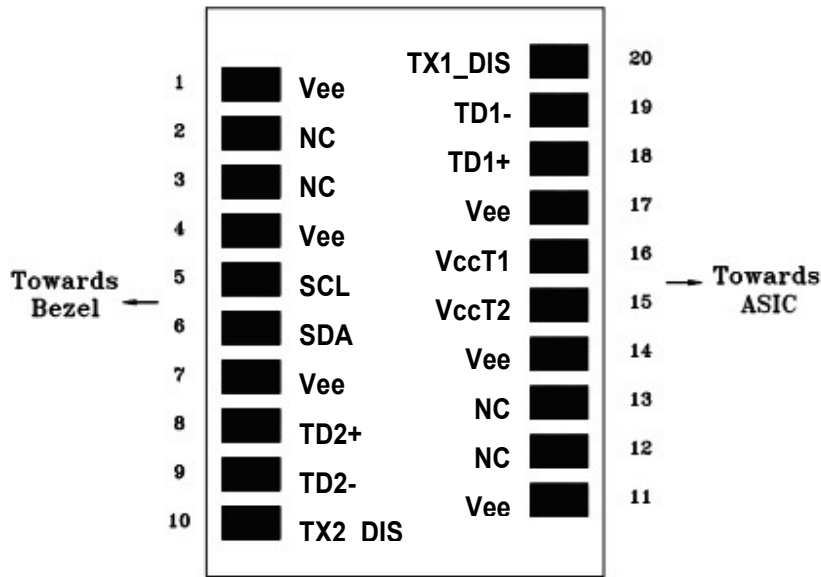 1 Vee
2 NC
3 NC
4 Vee
5 SCL
6 SDA
7 Vee
8 TD2+
9 TD2-
10 TX2_DIS
TX1_DIS 20
TD1- 19
TD1+ 18
Vee 17
VccT1 16
VccT2 15
Vee 14
NC 13
NC 12
Vee 11
Towards
Bezel
Towards
ASIC